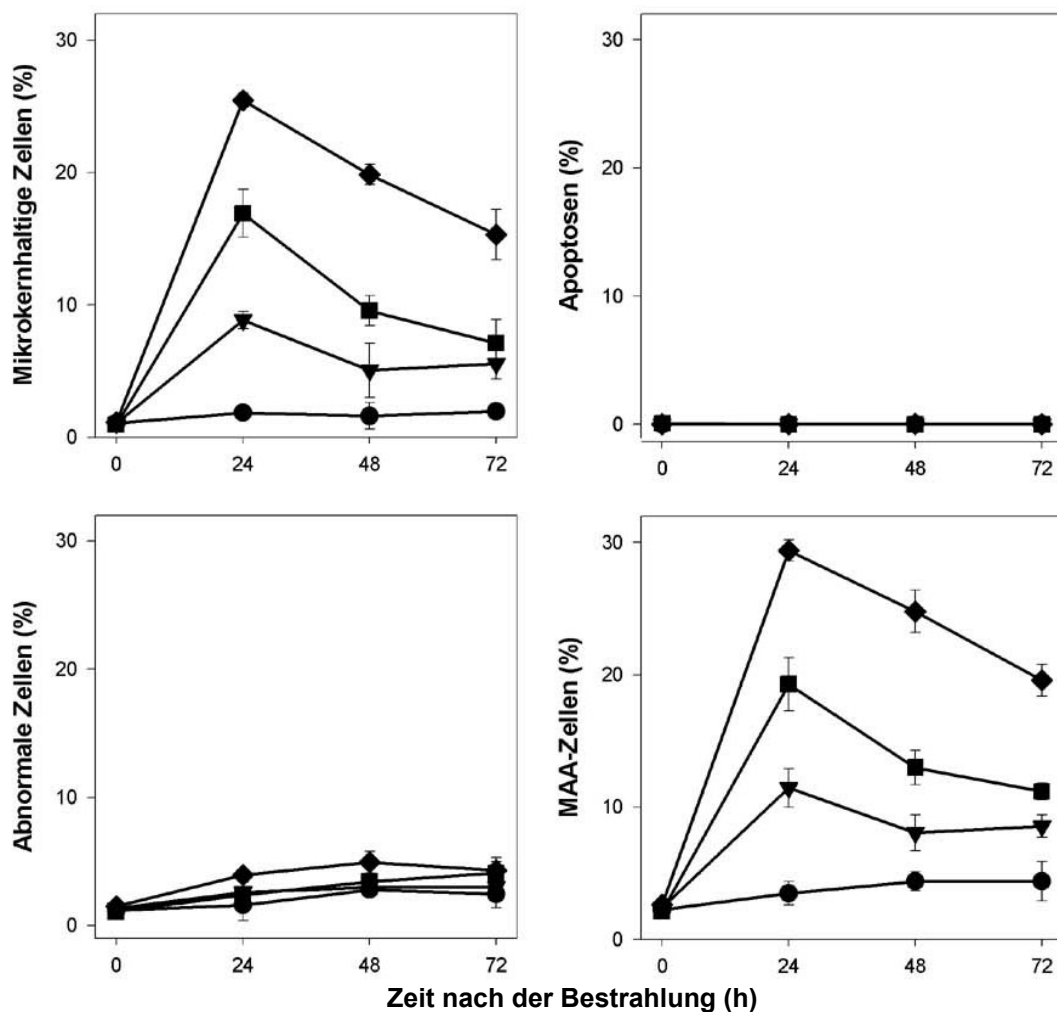 Mikrokernhaltige Zellen (%)
30
20
10
0
0 24 48 72
Apoptosen (%)
30
20
10
0
0 24 48 72
Abnormale Zellen (%)
30
20
10
0
0 24 48 72
MAA-Zellen (%)
30
20
10
0
0 24 48 72
Zeit nach der Bestrahlung (h)